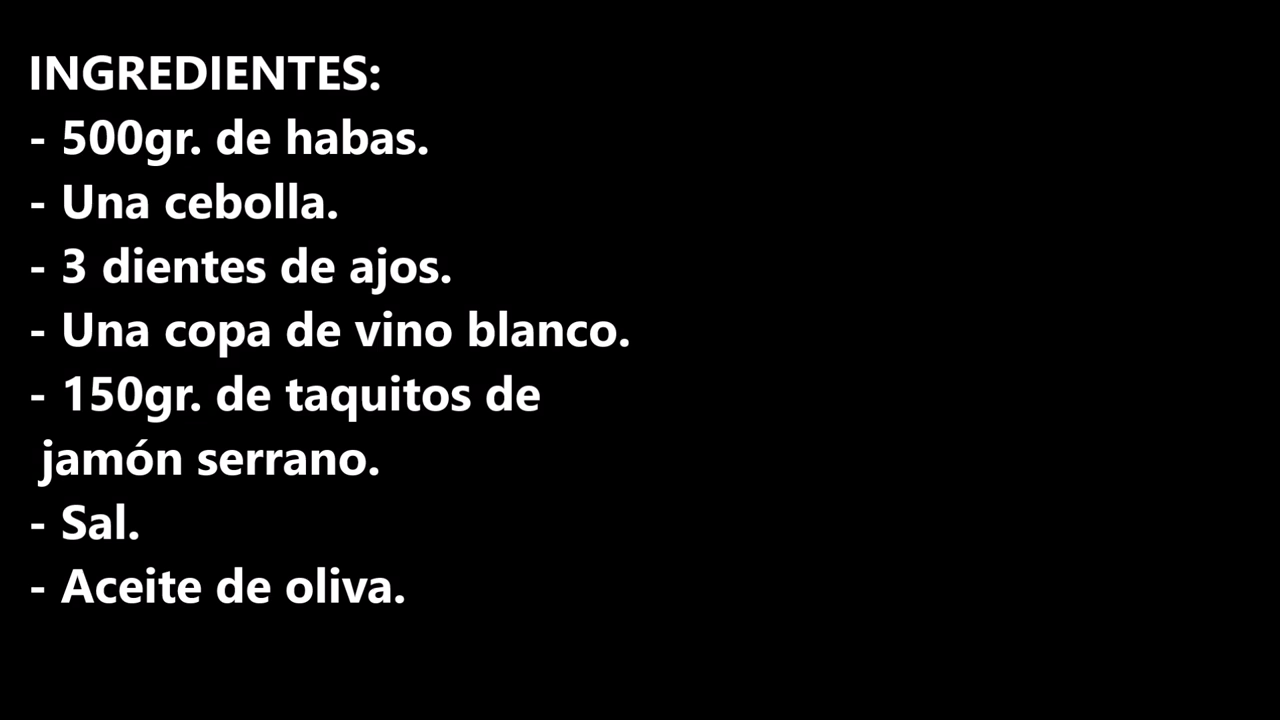 INGREDIENTES:
- 500gr. de habas.
- Una cebolla.
- 3 dientes de ajos.
- Una copa de vino blanco.
- 150gr. de taquitos de
jamón serrano.
- Sal.
- Aceite de oliva.